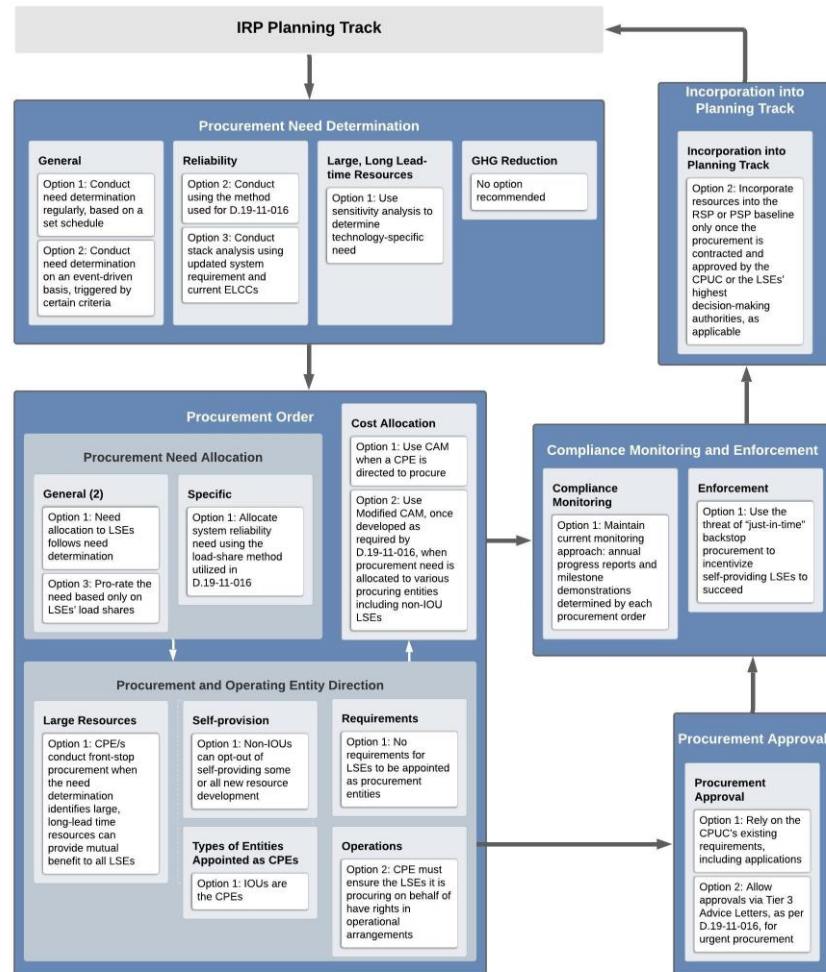 IRP Planning Track
Procurement Need Determination
General
Option 1: Conduct
need determination
regularly, based on a
set schedule
Option 2: Conduct
need determination
on an event-driven
basis, triggered by
certain criteria
Reliability
Option 2: Conduct
using the method
used for D.19-11-016
Option 3: Conduct
stack analysis using
updated system
requirement and
current ELCCs
Large, Long Lead-
time Resources
Option 1: Use
sensitivity analysis to
determine
technology-specific
need
GHG Reduction
No option
recommended
Procurement Order
Procurement Need Allocation
General (2)
Option 1: Need
allocation to LSEs
follows need
determination
Option 3: Pro-rate the
need based only on
LSEs' load shares
Specific
Option 1: Allocate
system reliability
need using the
load-share method
utilized in
D.19-11-016
Cost Allocation
Option 1: Use CAM
when a CPE is
directed to procure
Option 2: Use
Modified CAM, once
developed as
required by
D.19-11-016, when
procurement need is
allocated to various
procuring entities
including non-IOU
LSEs
Procurement and Operating Entity Direction
Large Resources
Option 1: CPE/s
conduct front-stop
procurement when
the need
determination
identifies large,
long-lead time
resources can
provide mutual
benefit to all LSEs
Self-provision
Option 1: Non-IOUs
can opt-out of
self-providing some
or all new resource
development
Types of Entities
Appointed as CPEs
Option 1: IOUs are
the CPEs
Requirements
Option 1: No
requirements for
LSEs to be appointed
as procurement
entities
Operations
Option 2: CPE must
ensure the LSEs it is
procuring on behalf of
have rights in
operational
arrangements
Procurement Approval
Procurement
Approval
Option 1: Rely on the
CPUC's existing
requirements,
including applications
Option 2: Allow
approvals via Tier 3
Advice Letters, as per
D.19-11-016, for
urgent procurement
Compliance Monitoring and Enforcement
Compliance
Monitoring
Option 1: Maintain
current monitoring
approach: annual
progress reports and
milestone
demonstrations
determined by each
procurement order
Enforcement
Option 1: Use the
threat of "just-in-time"
backstop
procurement to
incentivize
self-providing LSEs to
succeed
Incorporation into
Planning Track
Incorporation into
Planning Track
Option 2: Incorporate
resources into the
RSP or PSP baseline
only once the
procurement is
contracted and
approved by the
CPUC or the LSEs'
highest
decision-making
authorities, as
applicable